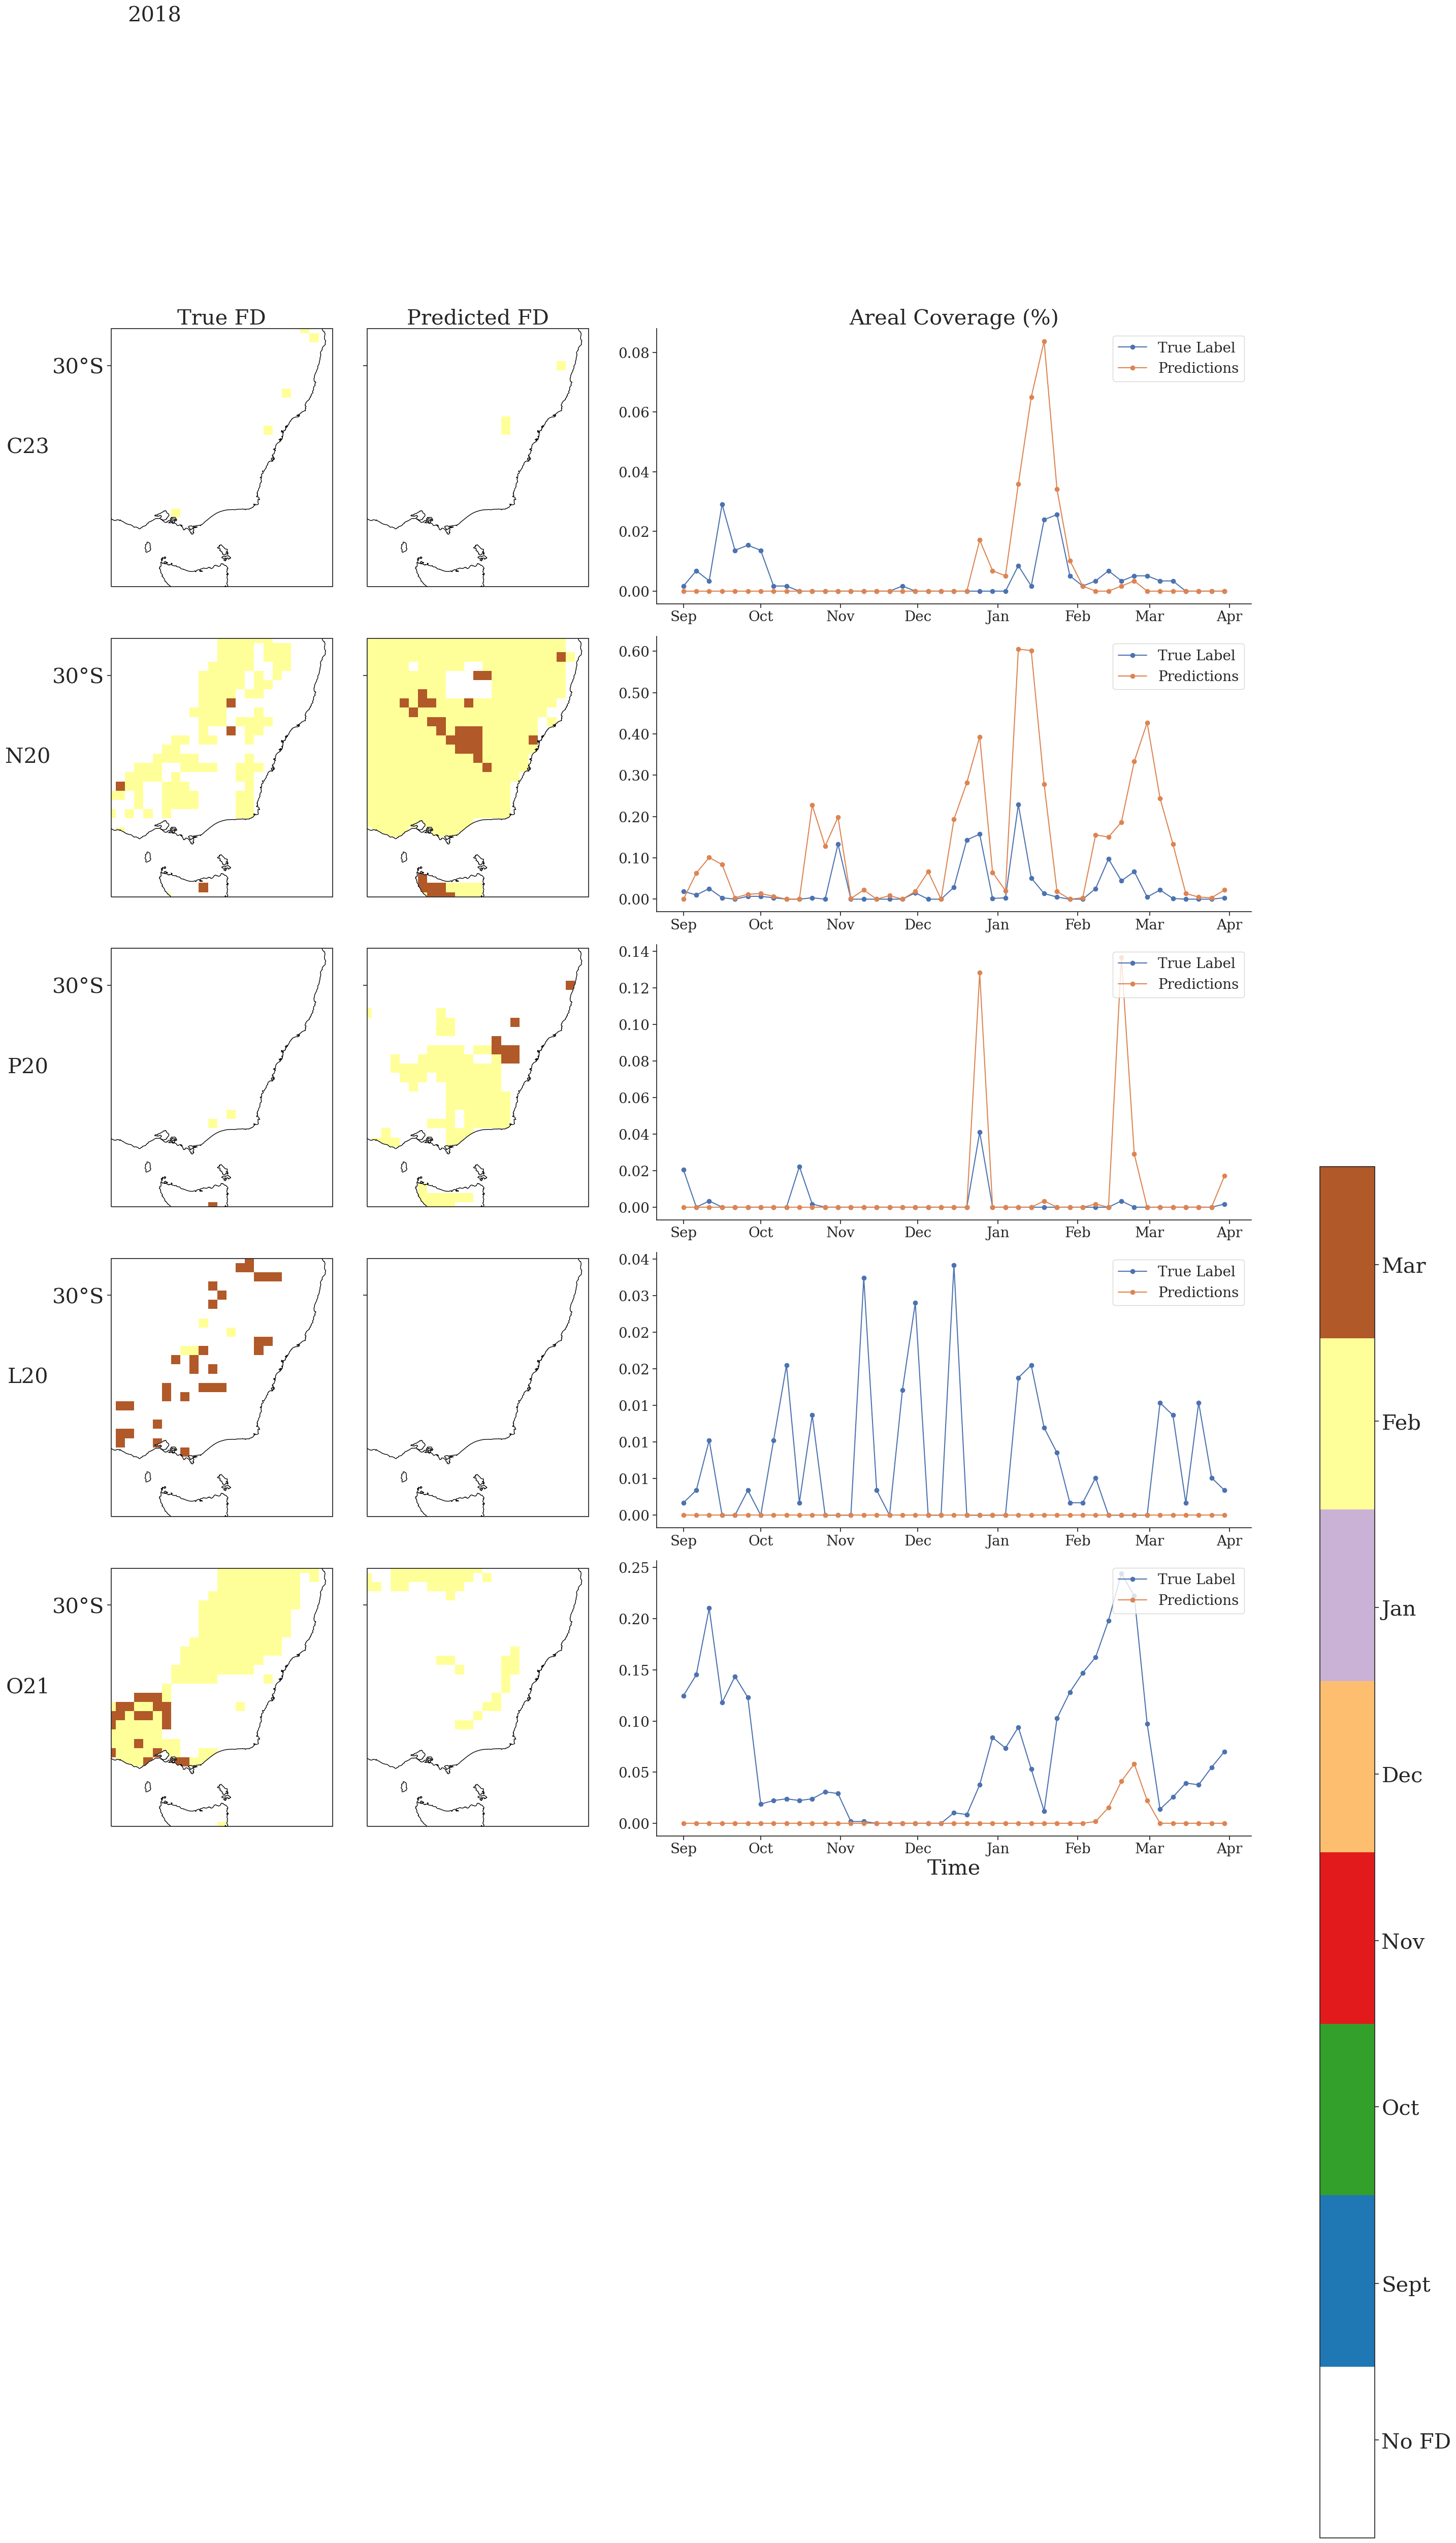 2018
True FD
Predicted FD
Areal Coverage (%)
C23
30°S
0.08
0.06
0.04
0.02
0.00
True Label
Predictions
Sep Oct Nov Dec Jan Feb Mar Apr
N20
30°S
0.60
0.50
0.40
0.30
0.20
0.10
0.00
True Label
Predictions
Sep Oct Nov Dec Jan Feb Mar Apr
P20
30°S
0.14
0.12
0.10
0.08
0.06
0.04
0.02
0.00
True Label
Predictions
Sep Oct Nov Dec Jan Feb Mar Apr
L20
30°S
0.04
0.03
0.03
0.02
0.02
0.01
0.01
0.01
0.00
True Label
Predictions
Sep Oct Nov Dec Jan Feb Mar Apr
O21
30°S
0.25
0.20
0.15
0.10
0.05
0.00
True Label
Predictions
Sep Oct Nov Dec Jan Feb Mar Apr
Time
Mar
Feb
Jan
Dec
Nov
Oct
Sept
No FD